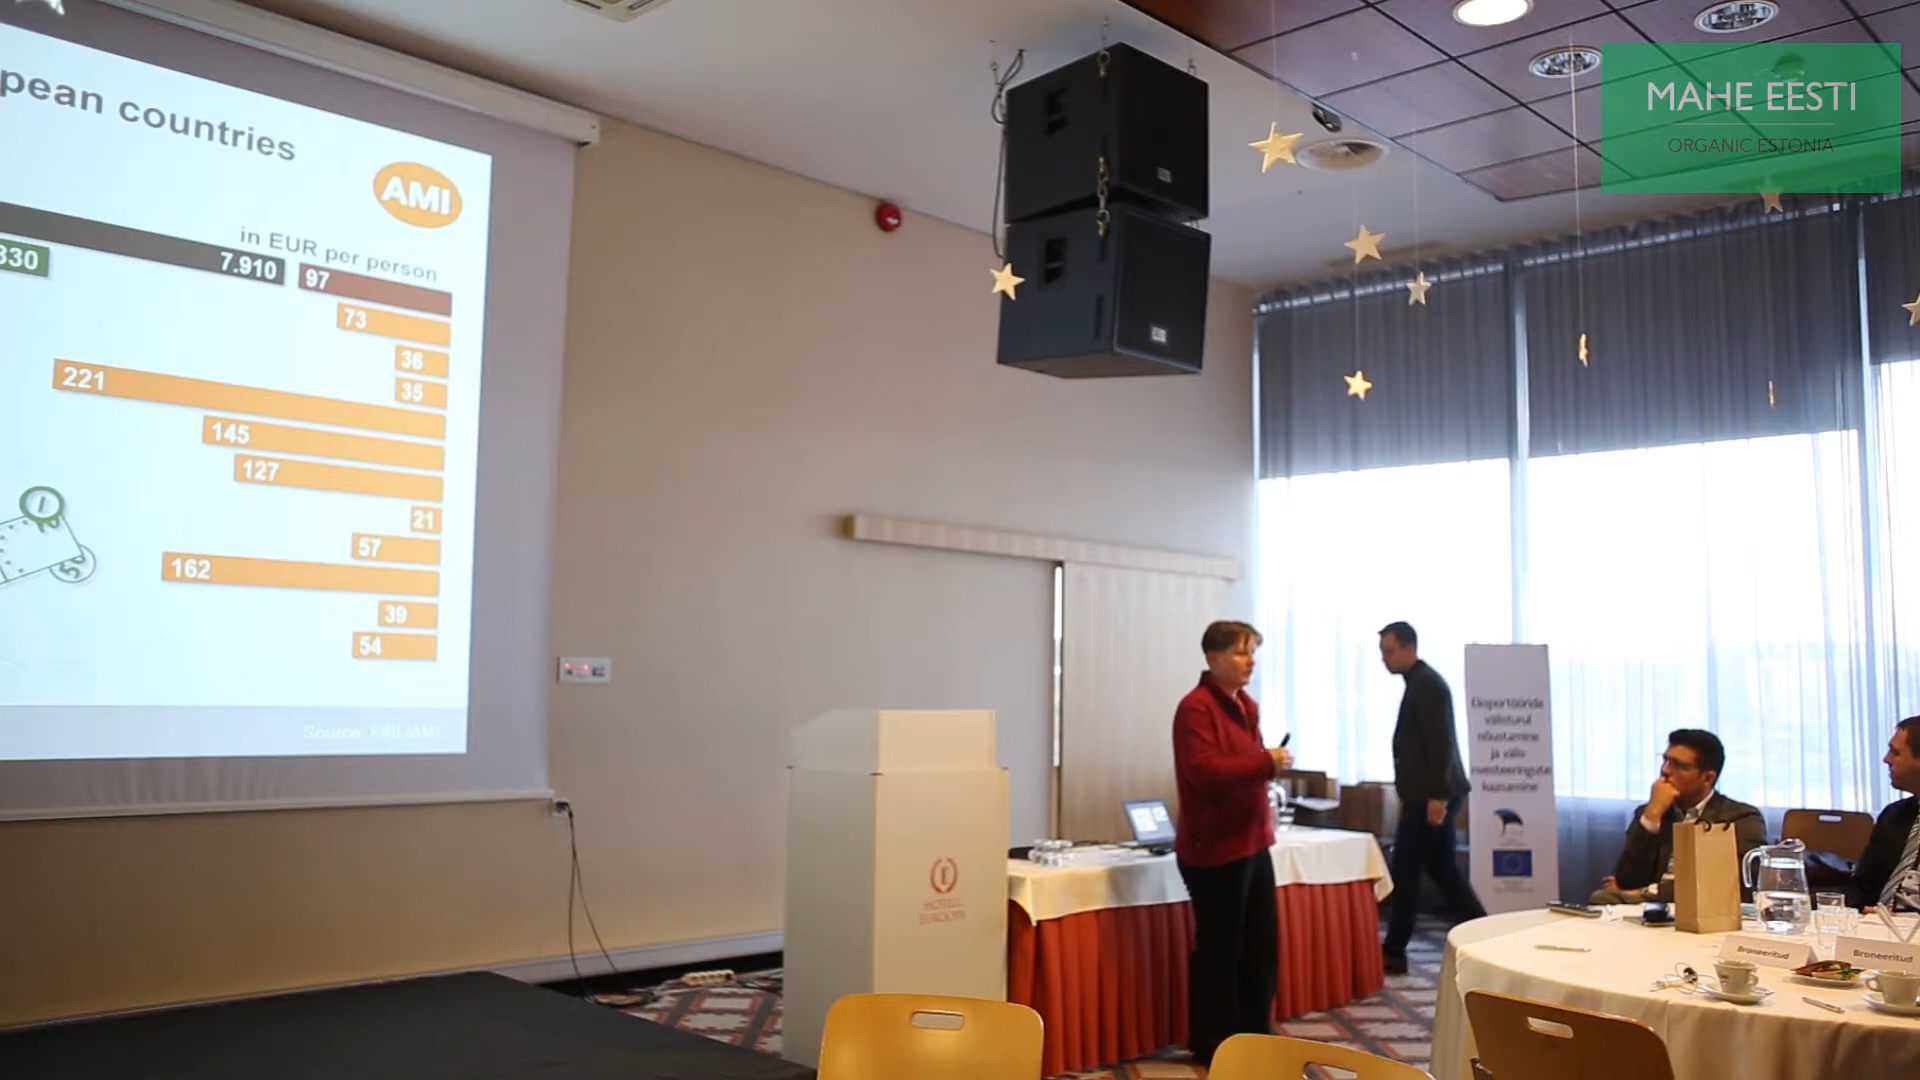 pean countries
AMI
in EUR per person
330
7.910
97
73
36
35
221
145
127
21
57
162
39
54
Source: FiBL/AMI
MAHE EESTI
ORGANIC ESTONIA
Eksportööride
välisturul
nõustamine
ja välis-
investeeringute
kaasamine
HOTELL
EUROOPA
Broneeritud
Broneeritud